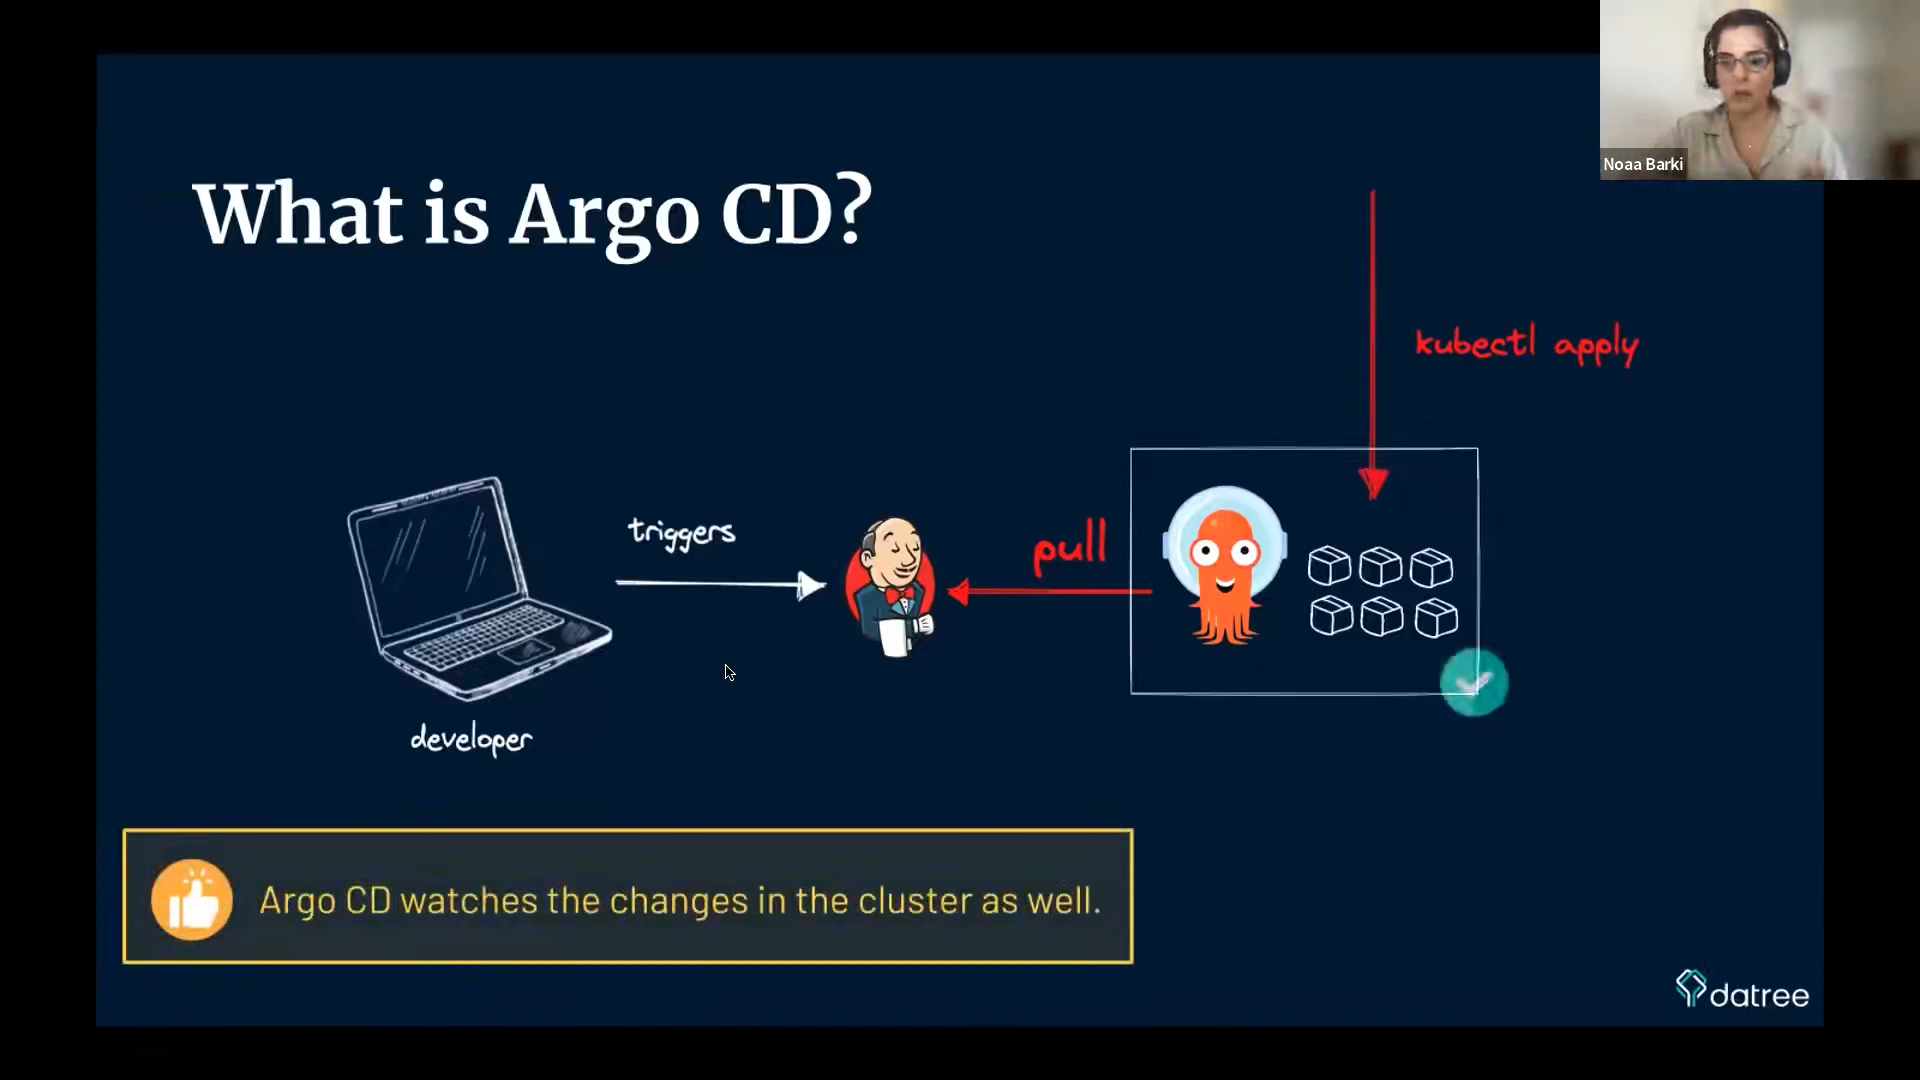 Noaa Barki
What is Argo CD?
kubectl apply
triggers
pull
developer
Argo CD watches the changes in the cluster as well.
datree